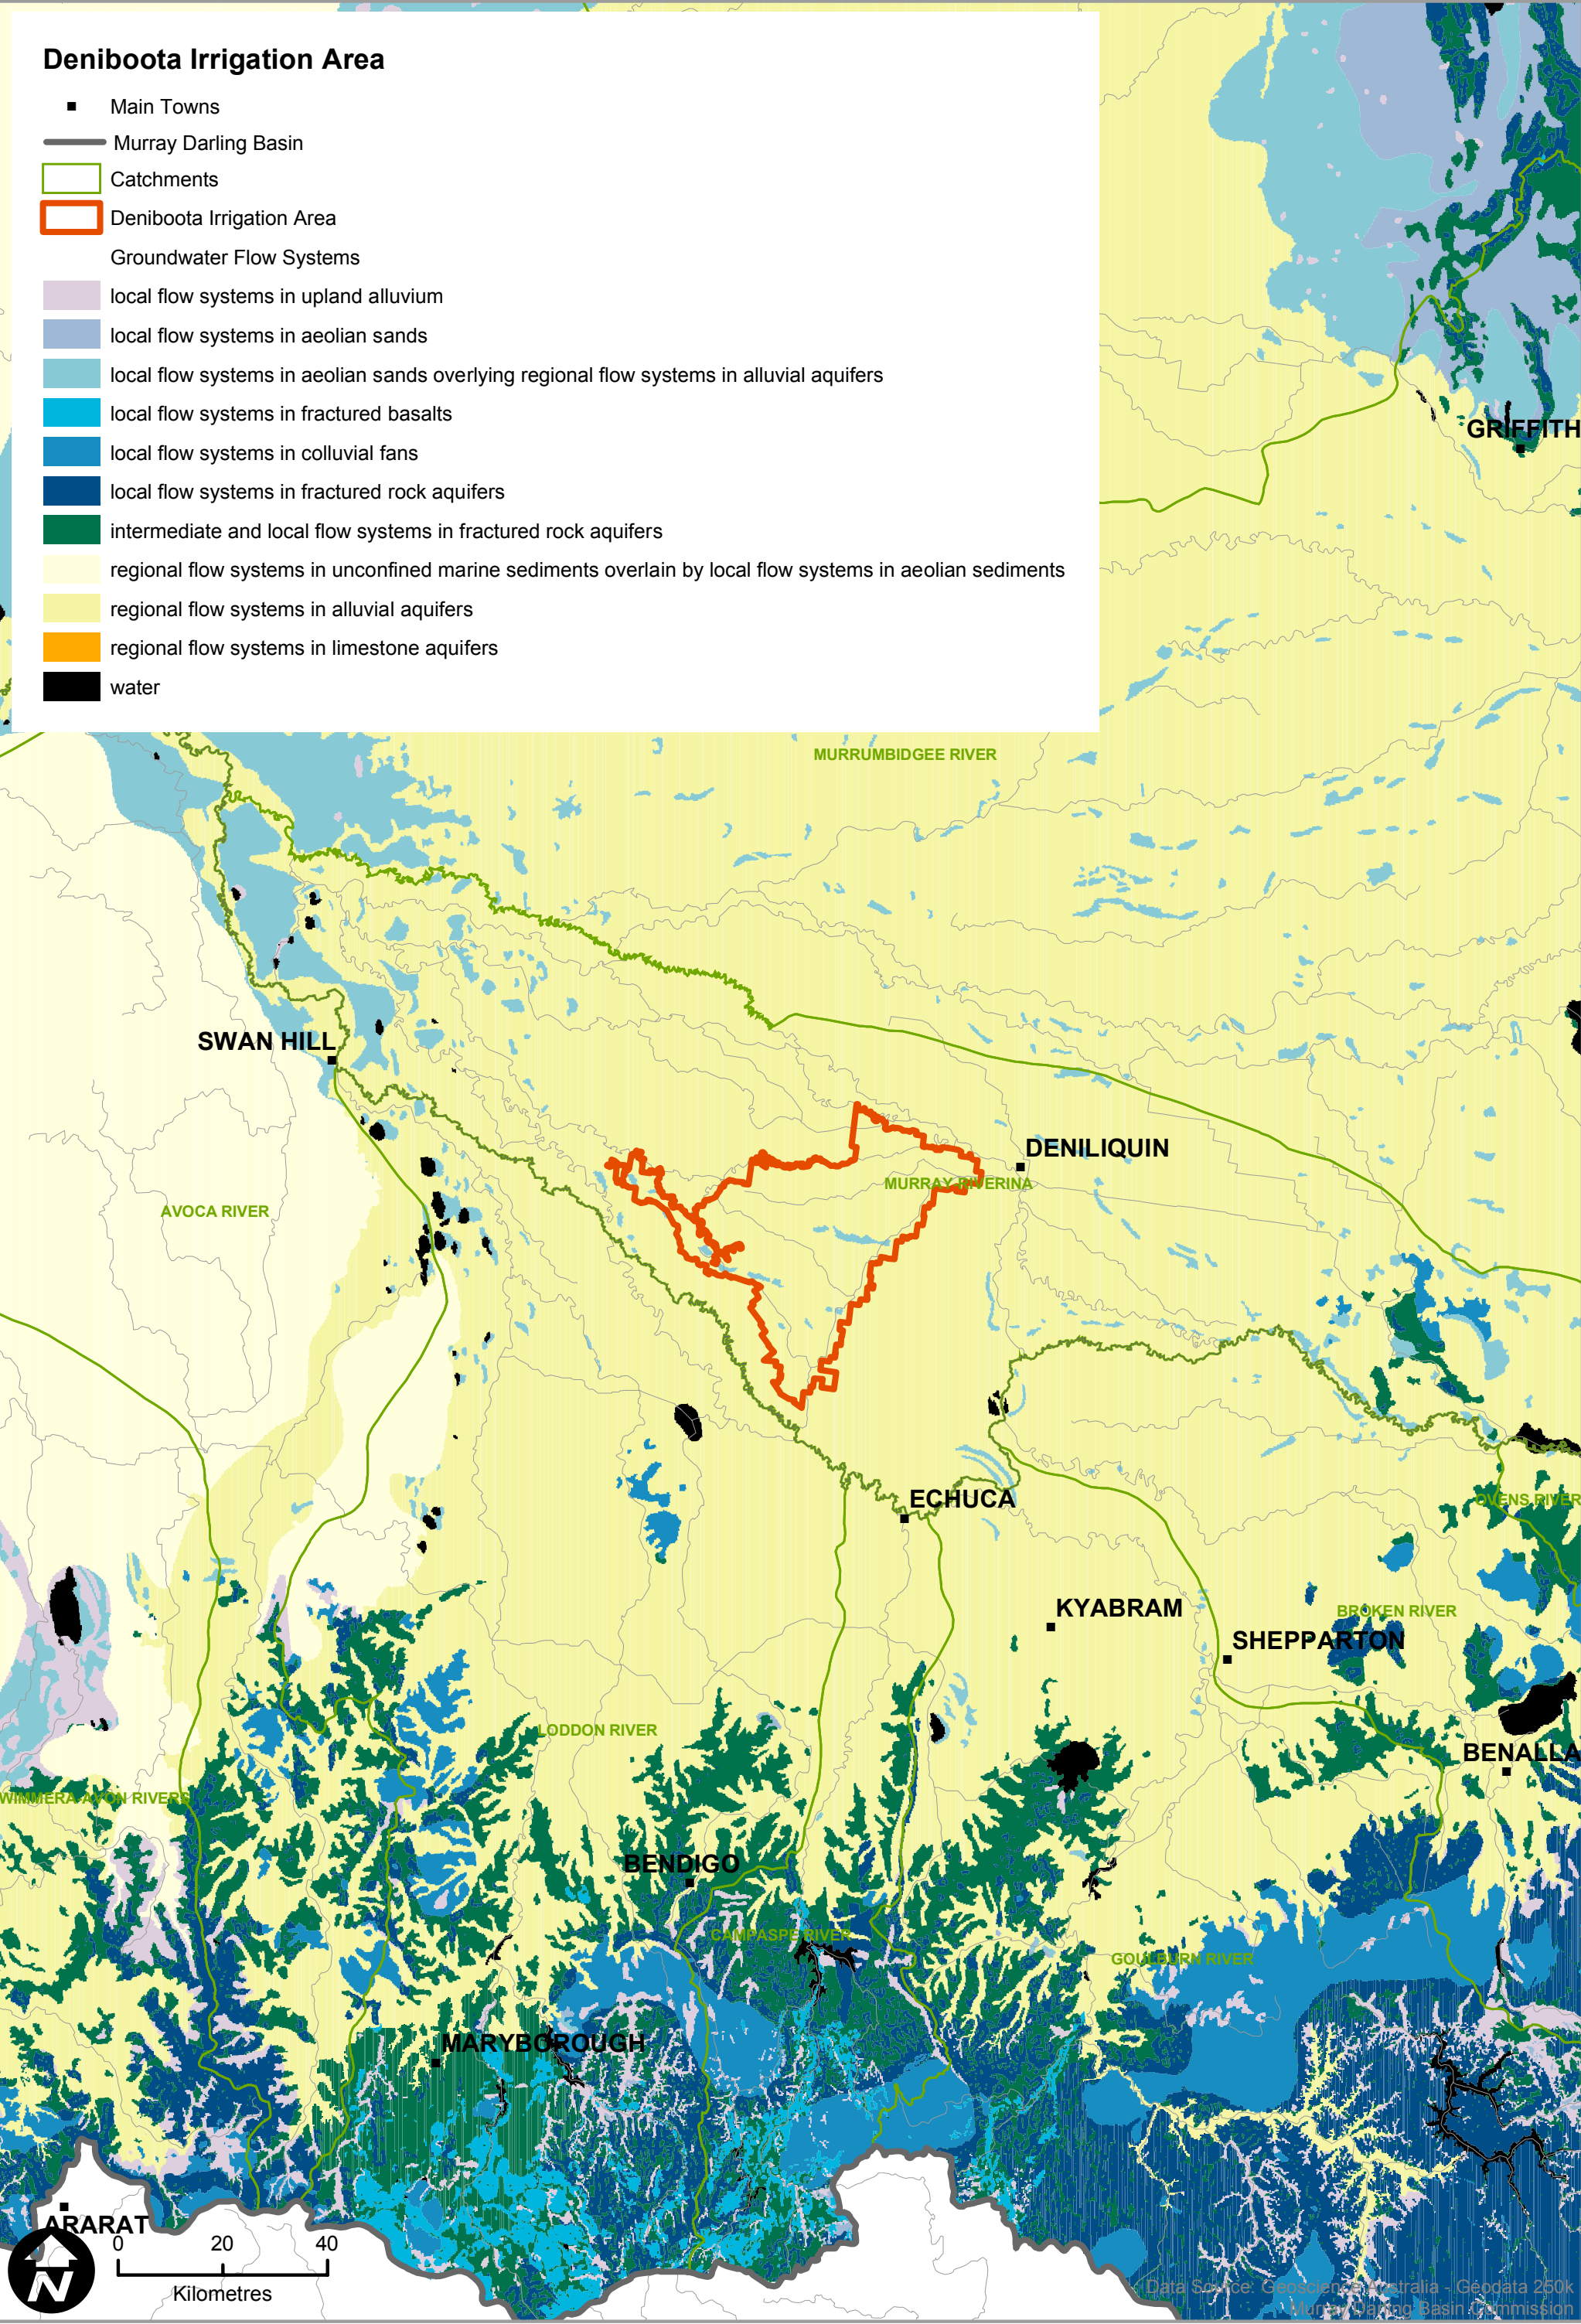 Deniboota Irrigation Area
Main Towns
Murray Darling Basin
Catchments
Deniboota Irrigation Area
Groundwater Flow Systems
local flow systems in upland alluvium
local flow systems in aeolian sands
local flow systems in aeolian sands overlying regional flow systems in alluvial aquifers
local flow systems in fractured basalts
local flow systems in colluvial fans
local flow systems in fractured rock aquifers
intermediate and local flow systems in fractured rock aquifers
regional flow systems in unconfined marine sediments overlain by local flow systems in aeolian sediments
regional flow systems in alluvial aquifers
regional flow systems in limestone aquifers
water
GRIFFITH
MURRUMBIDGEE RIVER
SWAN HILL
DENILIQUIN
MURRAY-RIVERINA
AVOCA RIVER
ECHUCA
OVENS RIVER
KYABRAM
BROKEN RIVER
SHEPPARTON
LODDON RIVER
BENALLA
WIMMERA-AVON RIVERS
BENDIGO
CAMPASPE RIVER
GOULBURN RIVER
MARYBOROUGH
ARARAT
0 20 40
Kilometres
N
Data Source: Geoscience Australia - Geodata 250k
Murray Darling Basin Commission